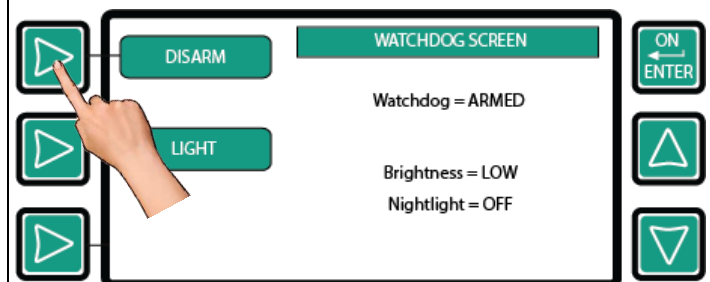 DISARM
WATCHDOG SCREEN
ON
ENTER
Watchdog = ARMED
LIGHT
Brightness = LOW
Nightlight = OFF